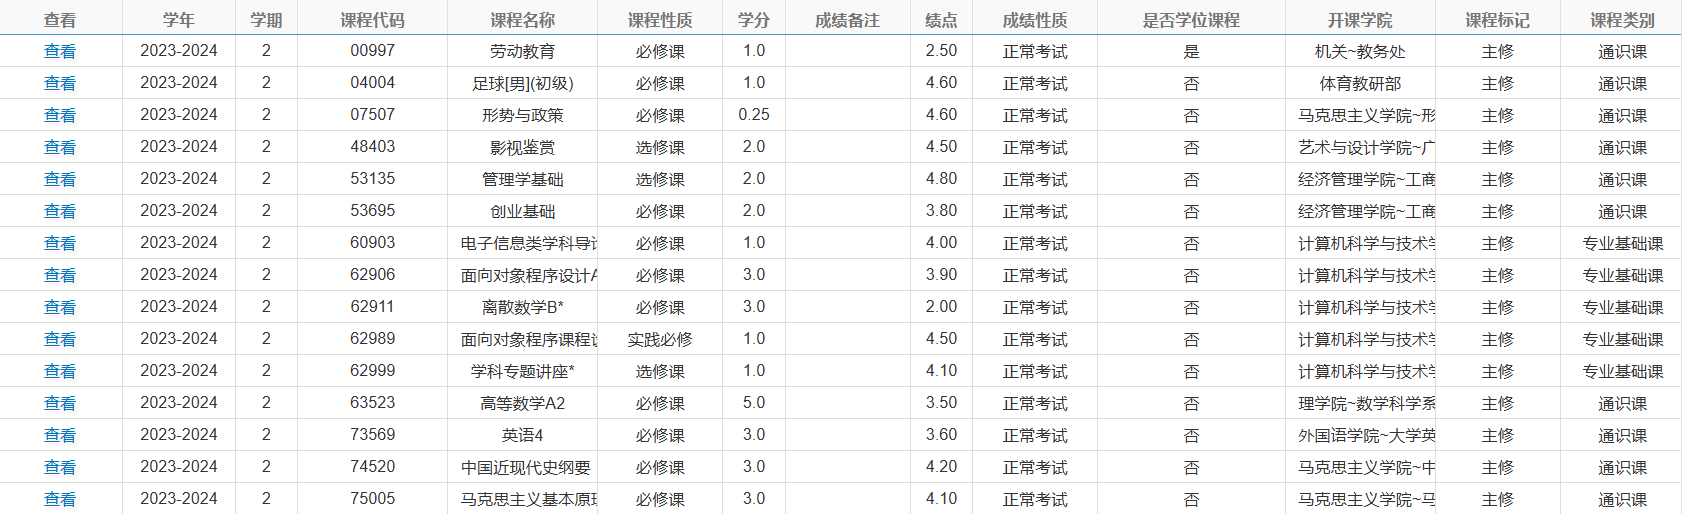 查看 学年 学期 课程代码 课程名称 课程性质 学分 成绩备注 绩点 成绩性质 是否学位课程 开课学院 课程标记 课程类别
查看 2023-2024 2 00997 劳动教育 必修课 1.0 2.50 正常考试 是 机关~教务处 主修 通识课
查看 2023-2024 2 04004 足球[男](初级) 必修课 1.0 4.60 正常考试 否 体育教研部 主修 通识课
查看 2023-2024 2 07507 形势与政策 必修课 0.25 4.60 正常考试 否 马克思主义学院~形 主修 通识课
查看 2023-2024 2 48403 影视鉴赏 选修课 2.0 4.50 正常考试 否 艺术与设计学院~广 主修 通识课
查看 2023-2024 2 53135 管理学基础 选修课 2.0 4.80 正常考试 否 经济管理学院~工商 主修 通识课
查看 2023-2024 2 53695 创业基础 必修课 2.0 3.80 正常考试 否 经济管理学院~工商 主修 通识课
查看 2023-2024 2 60903 电子信息类学科导 必修课 1.0 4.00 正常考试 否 计算机科学与技术学 主修 专业基础课
查看 2023-2024 2 62906 面向对象程序设计A 必修课 3.0 3.90 正常考试 否 计算机科学与技术学 主修 专业基础课
查看 2023-2024 2 62911 离散数学B* 必修课 3.0 2.00 正常考试 否 计算机科学与技术学 主修 专业基础课
查看 2023-2024 2 62989 面向对象程序课程设 实践必修 1.0 4.50 正常考试 否 计算机科学与技术学 主修 专业基础课
查看 2023-2024 2 62999 学科专题讲座* 选修课 1.0 4.10 正常考试 否 计算机科学与技术学 主修 专业基础课
查看 2023-2024 2 63523 高等数学A2 必修课 5.0 3.50 正常考试 否 理学院~数学科学系 主修 通识课
查看 2023-2024 2 73569 英语4 必修课 3.0 3.60 正常考试 否 外国语学院~大学英 主修 通识课
查看 2023-2024 2 74520 中国近现代史纲要 必修课 3.0 4.20 正常考试 否 马克思主义学院~中 主修 通识课
查看 2023-2024 2 75005 马克思主义基本原理 必修课 3.0 4.10 正常考试 否 马克思主义学院~马 主修 通识课